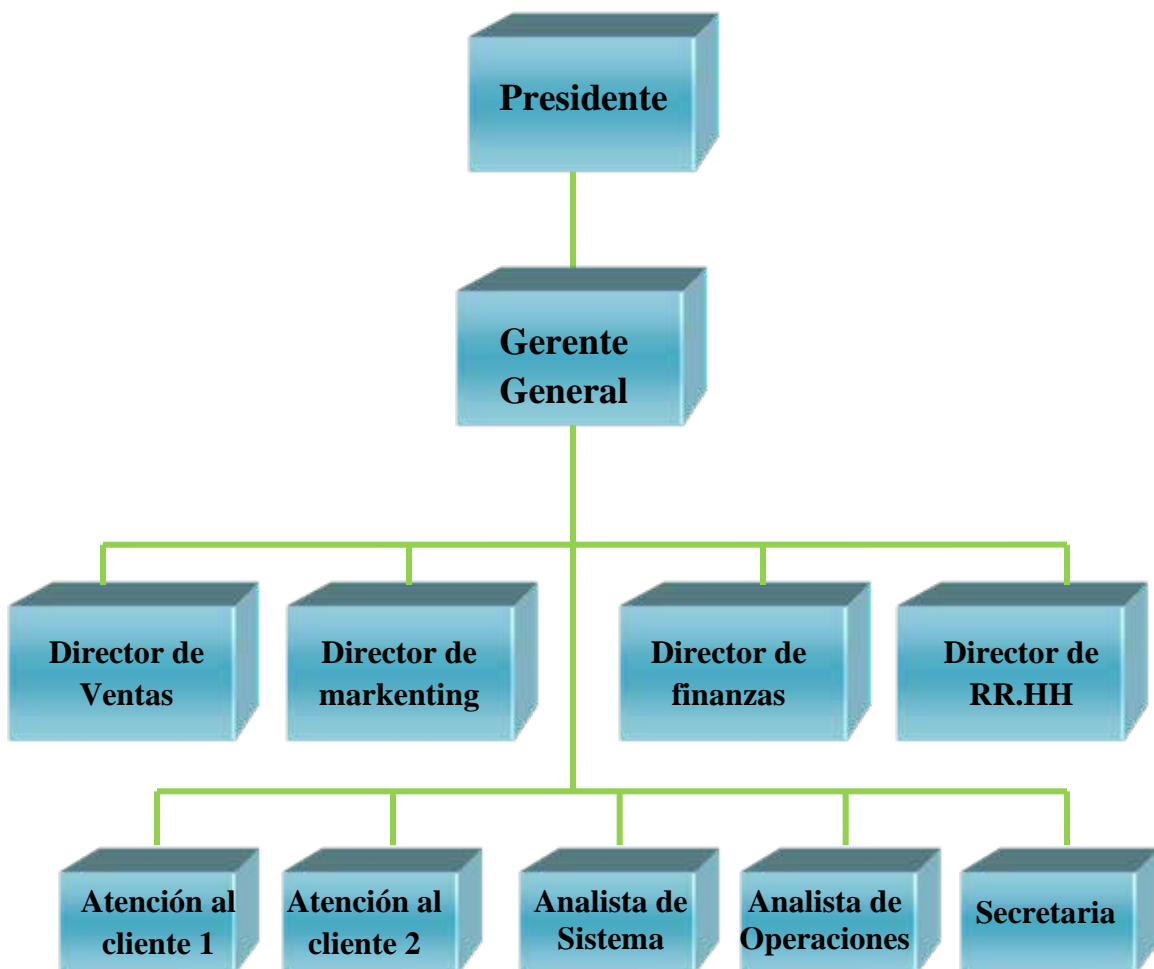 Presidente
Gerente
General
Director de
Ventas
Director de
markenting
Director de
finanzas
Director de
RR.HH
Atención al
cliente 1
Atención al
cliente 2
Analista de
Sistema
Analista de
Operaciones
Secretaria